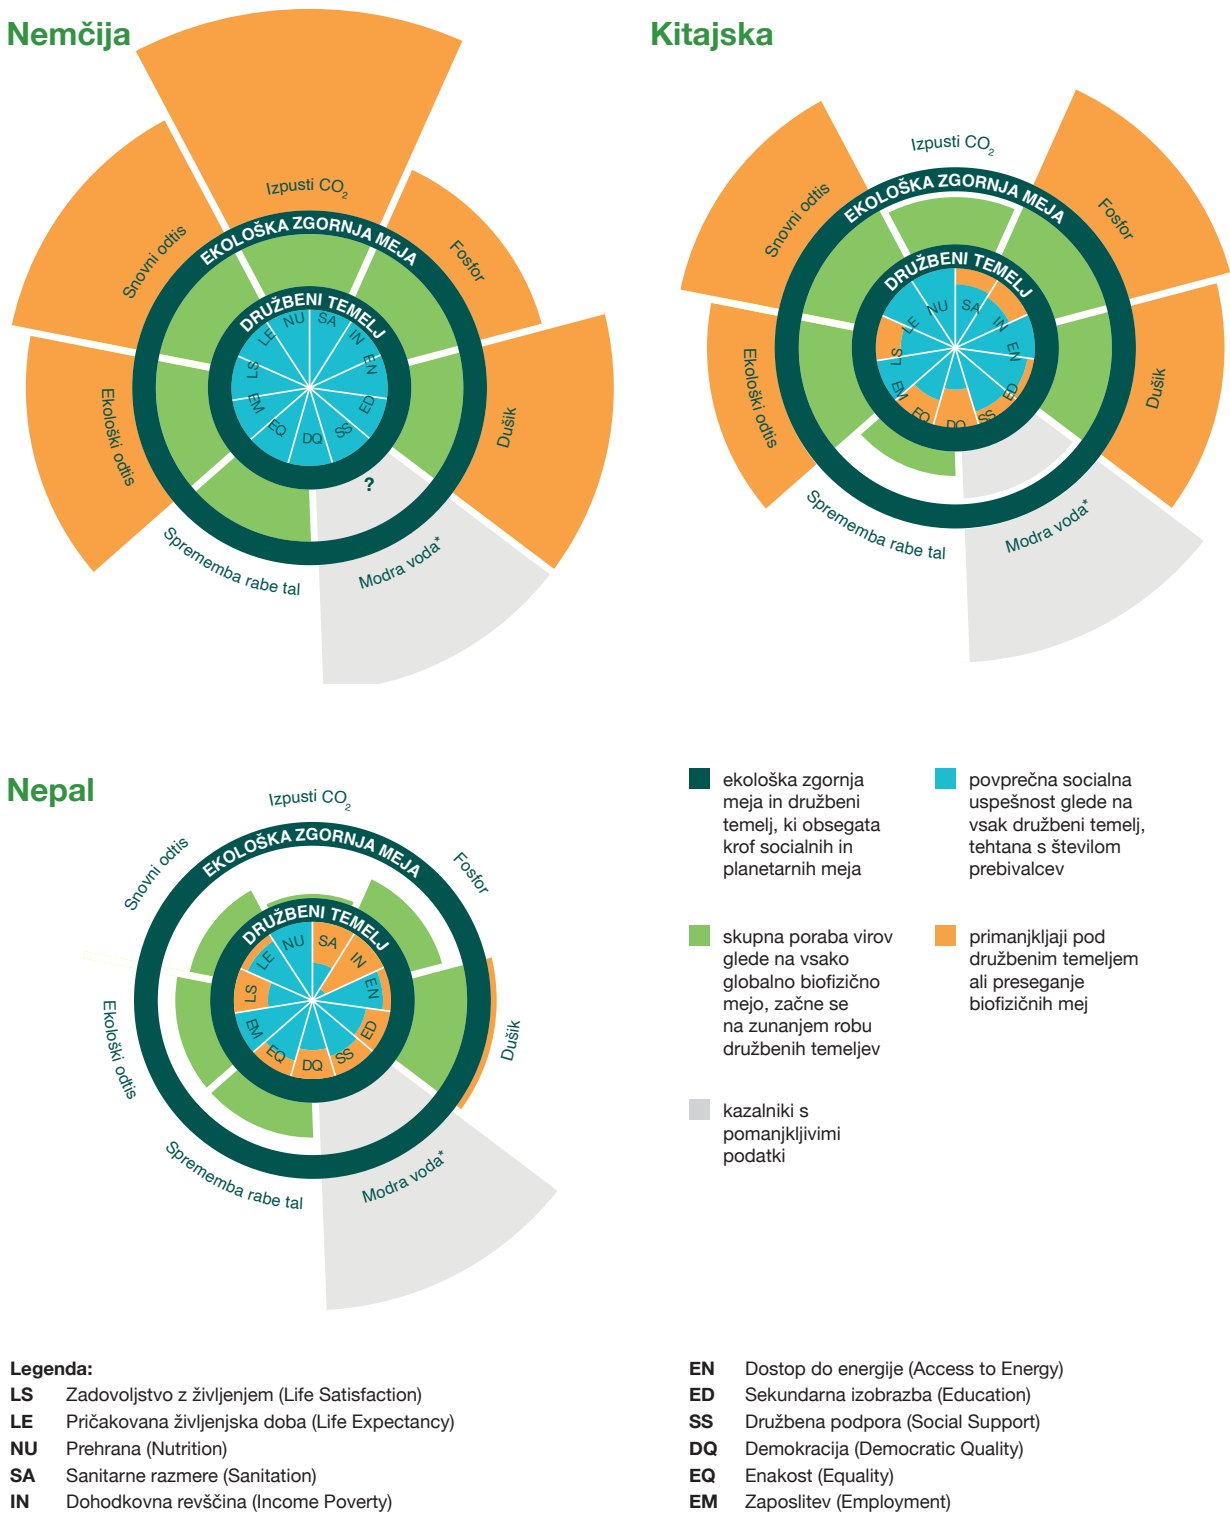 Nemčija
Izpusti CO₂
Snovni odtis
Fosfor
EKOLOŠKA ZGORNJA MEJA
DRUŽBENI TEMELJ
NU
SA
IN
EN
ED
SS
DQ
EQ
EM
LS
LE
Ekološki odtis
Dušik
?
Sprememba rabe tal
Modra voda*
Kitajska
Izpusti CO₂
Snovni odtis
Fosfor
EKOLOŠKA ZGORNJA MEJA
DRUŽBENI TEMELJ
NU
SA
IN
EN
ED
SS
DQ
EQ
EM
LS
LE
Ekološki odtis
Dušik
Sprememba rabe tal
Modra voda*
Nepal
Izpusti CO₂
Snovni odtis
Fosfor
EKOLOŠKA ZGORNJA MEJA
DRUŽBENI TEMELJ
NU
SA
IN
EN
ED
SS
DQ
EQ
EM
LS
LE
Ekološki odtis
Dušik
Sprememba rabe tal
Modra voda*
ekološka zgornja
meja in družbeni
temelj, ki obsegata
krof socialnih in
planetarnih meja
povprečna socialna
uspešnost glede na
vsak družbeni temelj,
tehtana s številom
prebivalcev
skupna poraba virov
glede na vsako
globalno biofizično
mejo, začne se
na zunanjem robu
družbenih temeljev
primanjkljaji pod
družbenim temeljem
ali preseganje
biofizičnih mej
kazalniki s
pomanjkljivimi
podatki
Legenda:
LS Zadovoljstvo z življenjem (Life Satisfaction)
LE Pričakovana življenjska doba (Life Expectancy)
NU Prehrana (Nutrition)
SA Sanitarne razmere (Sanitation)
IN Dohodkovna revščina (Income Poverty)
EN Dostop do energije (Access to Energy)
ED Sekundarna izobrazba (Education)
SS Družbena podpora (Social Support)
DQ Demokracija (Democratic Quality)
EQ Enakost (Equality)
EM Zaposlitev (Employment)